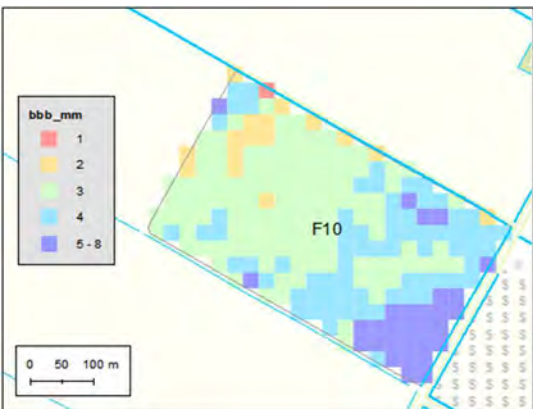 bbb_mm
1
2
3
4
5 - 8
F10
0 50 100 m
S
S S
S S S
S S S
S S S S
S S S S
S S S S S
S S S S S
S S S S S S